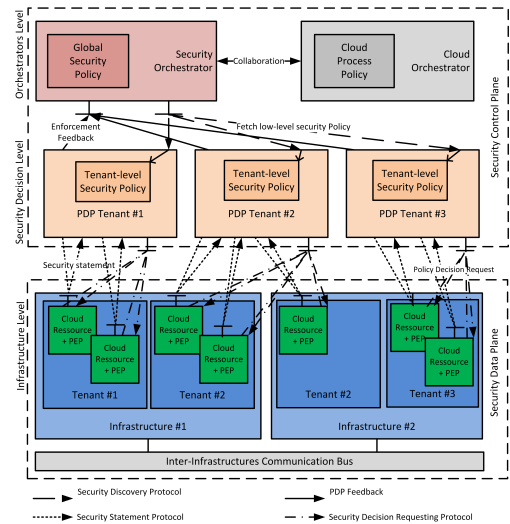 Orchestrators Level
Global
Security
Policy
Security
Orchestrator
Collaboration
Cloud
Process
Policy
Cloud
Orchestrator
Security Control Plane
Enforcement
Feedback
Fetch low-level security Policy
Security Decision Level
Tenant-level
Security Policy
PDP Tenant #1
Tenant-level
Security Policy
PDP Tenant #2
Tenant-level
Security Policy
PDP Tenant #3
Security statement
Policy Decision Request
Infrastructure Level
Cloud
Ressource
+ PEP
Cloud
Ressource
+ PEP
Tenant #1
Cloud
Ressource
+ PEP
Cloud
Ressource
+ PEP
Tenant #2
Infrastructure #1
Cloud
Ressource
+ PEP
Tenant #2
Cloud
Ressource
+ PEP
Cloud
Ressource
+ PEP
Tenant #3
Infrastructure #2
Security Data Plane
Inter-Infrastructures Communication Bus
Security Discovery Protocol
PDP Feedback
Security Statement Protocol
Security Decision Requesting Protocol